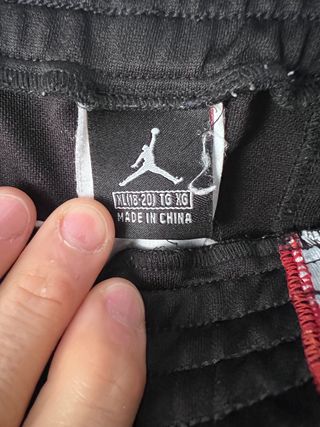 XL(18-20) TG XG
MADE IN CHINA